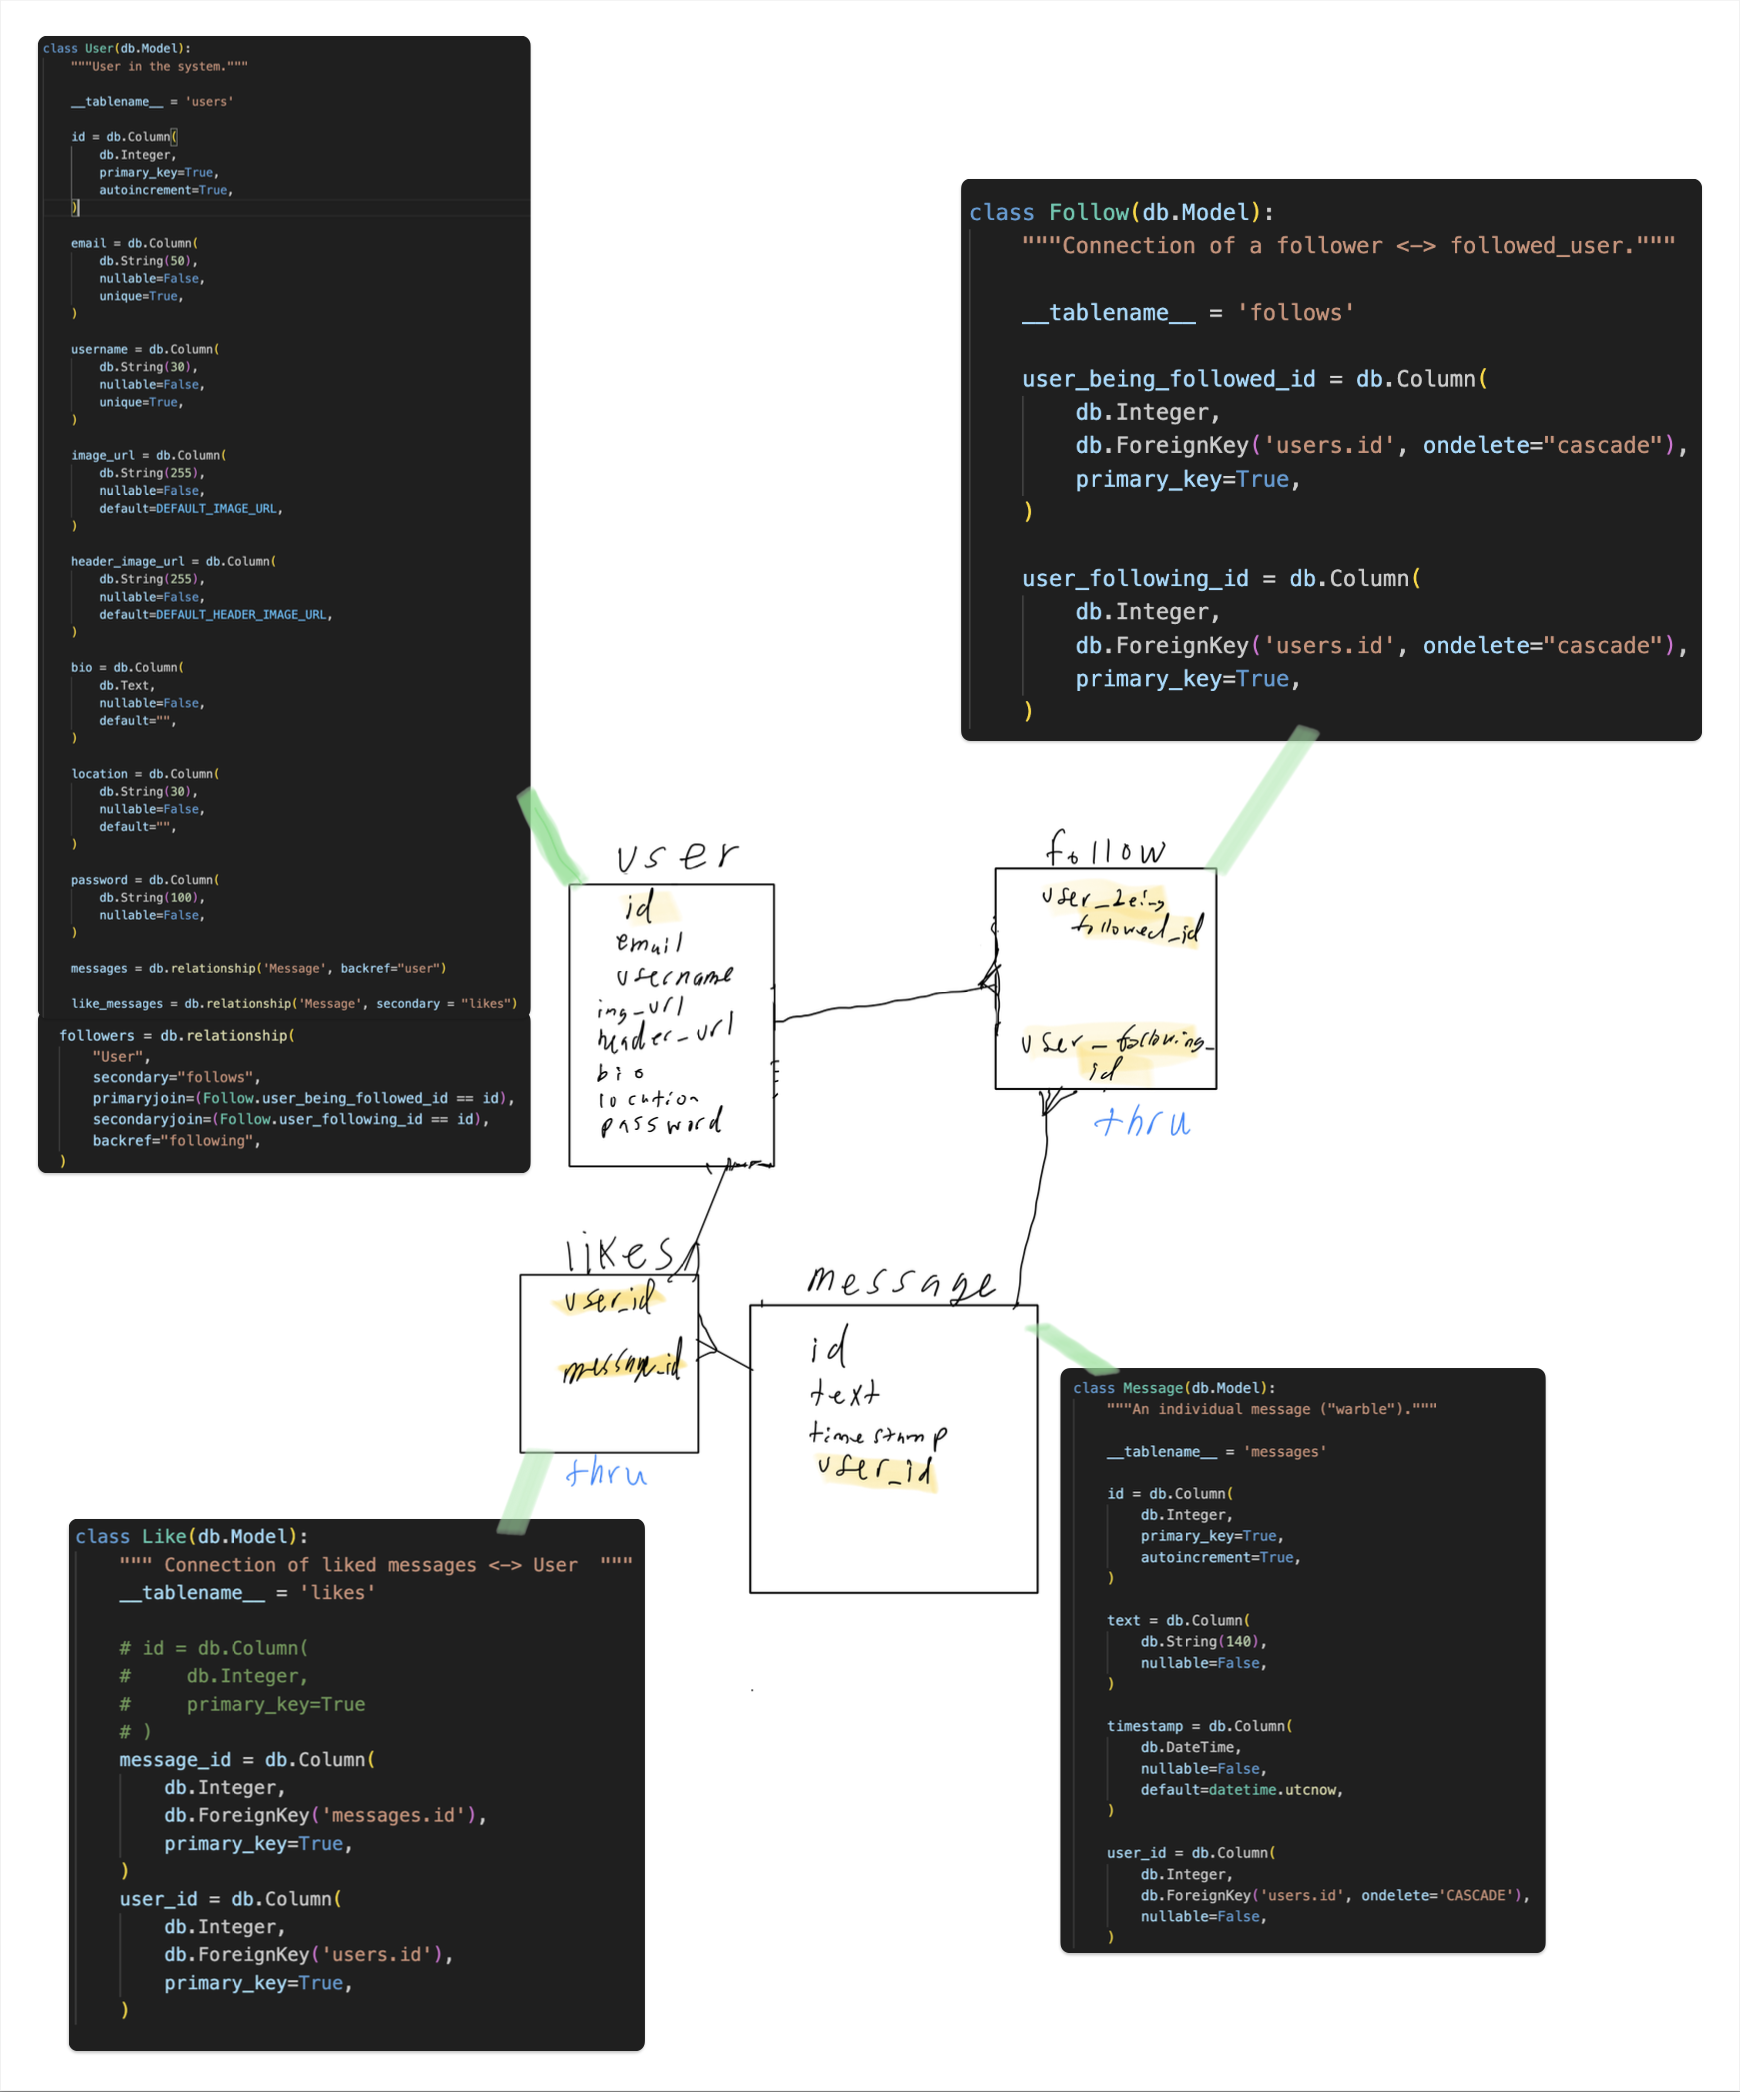 class User(db.Model):
"""User in the system."""
__tablename__ = 'users'
id = db.Column(
db.Integer,
primary_key=True,
autoincrement=True,
)
email = db.Column(
db.String(50),
nullable=False,
unique=True,
)
username = db.Column(
db.String(30),
nullable=False,
unique=True,
)
image_url = db.Column(
db.String(255),
nullable=False,
default=DEFAULT_IMAGE_URL,
)
header_image_url = db.Column(
db.String(255),
nullable=False,
default=DEFAULT_HEADER_IMAGE_URL,
)
bio = db.Column(
db.Text,
nullable=False,
default="",
)
location = db.Column(
db.String(30),
nullable=False,
default="",
)
password = db.Column(
db.String(100),
nullable=False,
)
messages = db.relationship('Message', backref="user")
like_messages = db.relationship('Message', secondary = "likes")
followers = db.relationship(
"User",
secondary="follows",
primaryjoin=(Follow.user_being_followed_id == id),
secondaryjoin=(Follow.user_following_id == id),
backref="following",
)
class Follow(db.Model):
"""Connection of a follower <-> followed_user."""
__tablename__ = 'follows'
user_being_followed_id = db.Column(
db.Integer,
db.ForeignKey('users.id', ondelete="cascade"),
primary_key=True,
)
user_following_id = db.Column(
db.Integer,
db.ForeignKey('users.id', ondelete="cascade"),
primary_key=True,
)
user
id
email
username
img_url
header_url
bio
location
password
follow
user_being
followed_id
user_following_
id
thru
likes
user_id
message_id
thru
message
id
text
timestamp
user_id
class Like(db.Model):
""" Connection of liked messages <-> User  """
__tablename__ = 'likes'
# id = db.Column(
#     db.Integer,
#     primary_key=True
# )
message_id = db.Column(
db.Integer,
db.ForeignKey('messages.id'),
primary_key=True,
)
user_id = db.Column(
db.Integer,
db.ForeignKey('users.id'),
primary_key=True,
)
class Message(db.Model):
"""An individual message ("warble")."""
__tablename__ = 'messages'
id = db.Column(
db.Integer,
primary_key=True,
autoincrement=True,
)
text = db.Column(
db.String(140),
nullable=False,
)
timestamp = db.Column(
db.DateTime,
nullable=False,
default=datetime.utcnow,
)
user_id = db.Column(
db.Integer,
db.ForeignKey('users.id', ondelete='CASCADE'),
nullable=False,
)